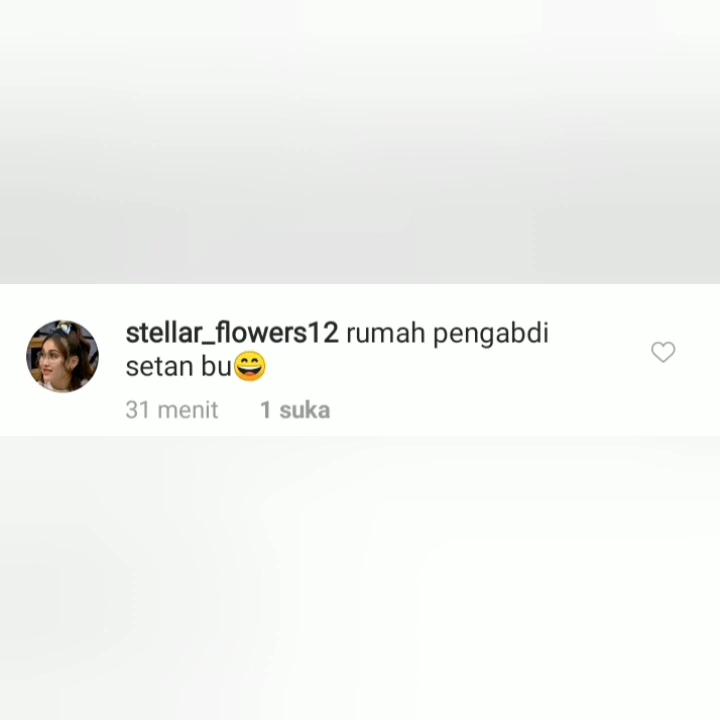 stellar_flowers12 rumah pengabdi
setan bu😄
31 menit 1 suka